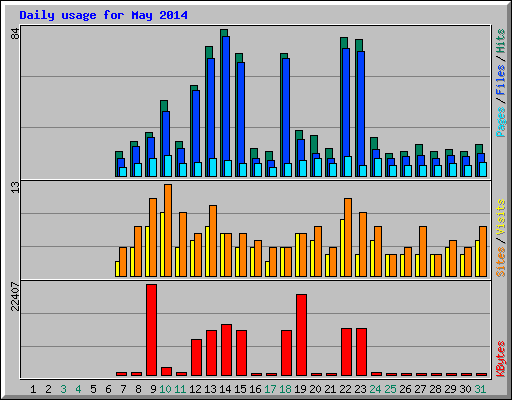 Daily usage for May 2014
84
Pages / Files / Hits
13
Sites / Visits
22407
KBytes
1 2 3 4 5 6 7 8 9 10 11 12 13 14 15 16 17 18 19 20 21 22 23 24 25 26 27 28 29 30 31